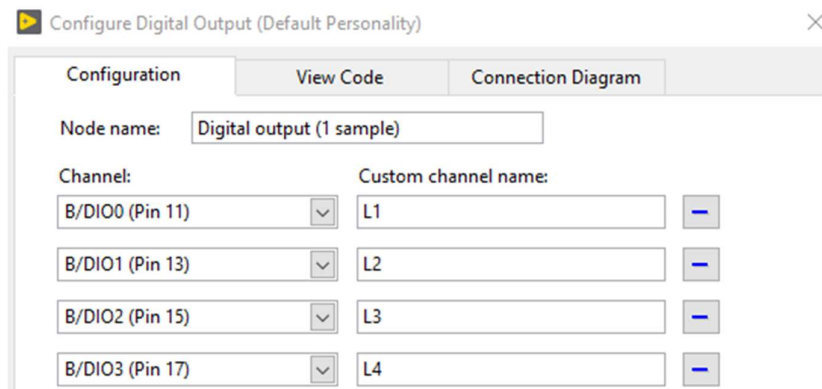 Configure Digital Output (Default Personality)
Configuration View Code Connection Diagram
Node name: Digital output (1 sample)
Channel: Custom channel name:
B/DIO0 (Pin 11) L1
B/DIO1 (Pin 13) L2
B/DIO2 (Pin 15) L3
B/DIO3 (Pin 17) L4